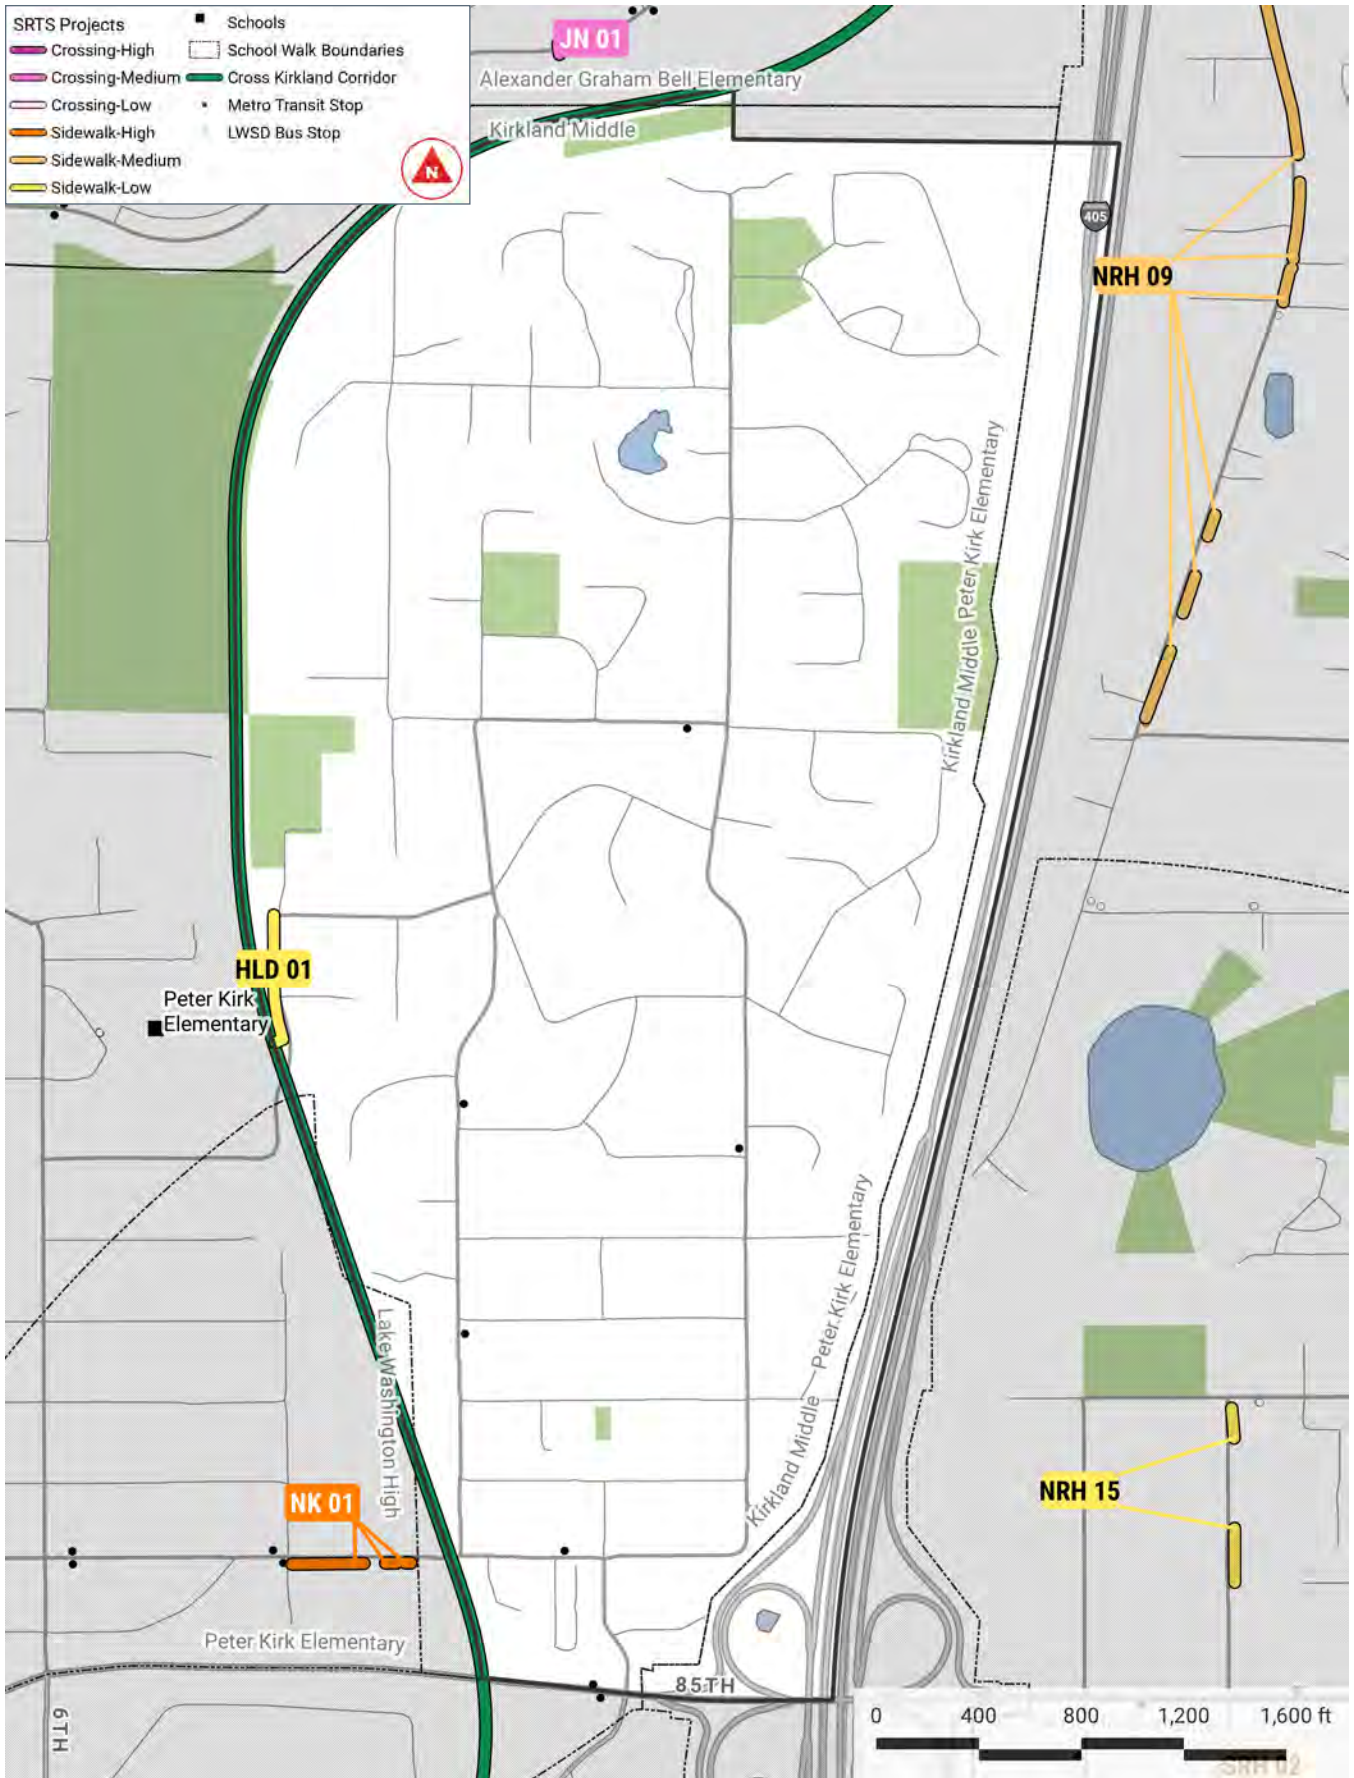 SRTS Projects
Crossing-High
Crossing-Medium
Crossing-Low
Sidewalk-High
Sidewalk-Medium
Sidewalk-Low
Schools
School Walk Boundaries
Cross Kirkland Corridor
Metro Transit Stop
LWSD Bus Stop
N
JN 01
Alexander Graham Bell Elementary
Kirkland Middle
405
NRH 09
Kirkland Middle
Peter Kirk Elementary
HLD 01
Peter Kirk
Elementary
Kirkland Middle
Peter Kirk Elementary
Lake Washington High
NK 01
NRH 15
Peter Kirk Elementary
85TH
6TH
0
400
800
1,200
1,600 ft
SRH 02